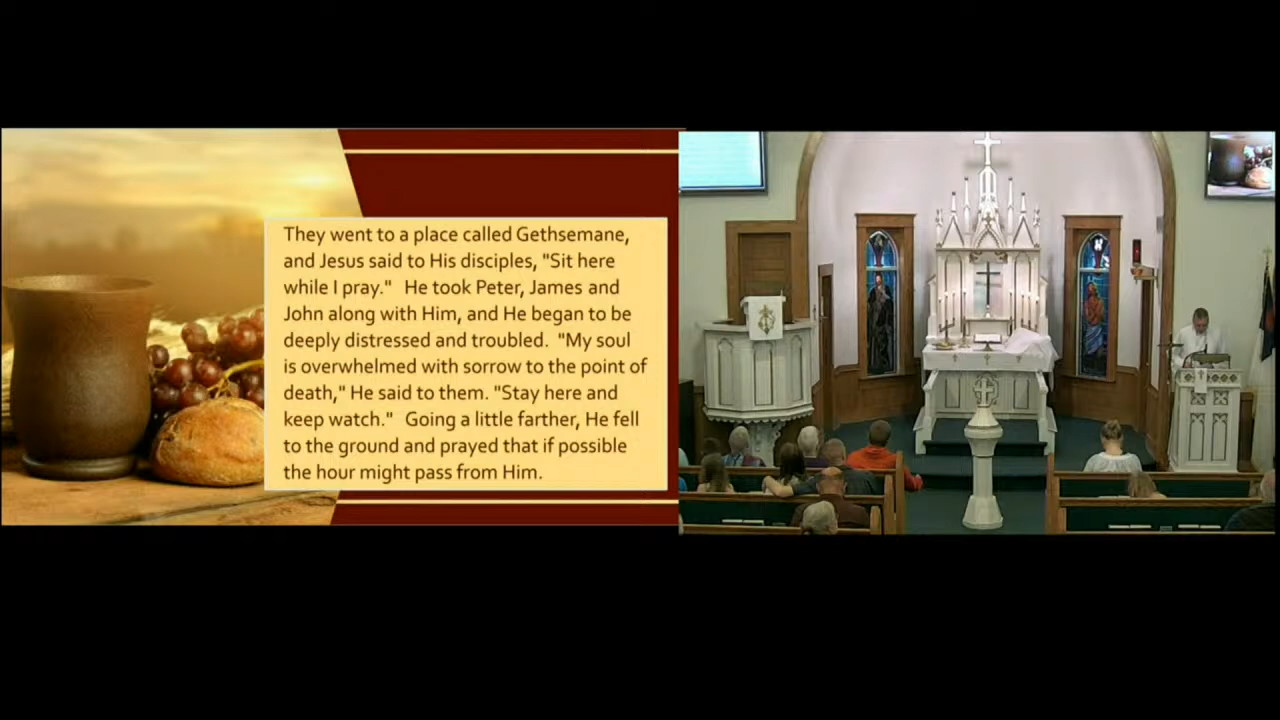 They went to a place called Gethsemane,
and Jesus said to His disciples, "Sit here
while I pray."   He took Peter, James and
John along with Him, and He began to be
deeply distressed and troubled.  "My soul
is overwhelmed with sorrow to the point of
death," He said to them. "Stay here and
keep watch."  Going a little farther, He fell
to the ground and prayed that if possible
the hour might pass from Him.